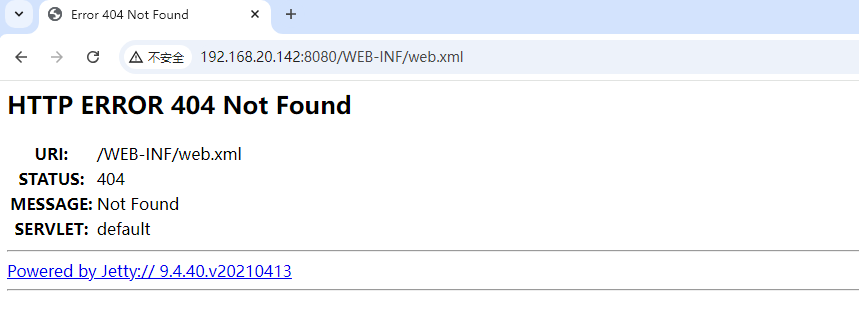 Error 404 Not Found
不安全 192.168.20.142:8080/WEB-INF/web.xml
HTTP ERROR 404 Not Found
URI: /WEB-INF/web.xml
STATUS: 404
MESSAGE: Not Found
SERVLET: default
Powered by Jetty:// 9.4.40.v20210413